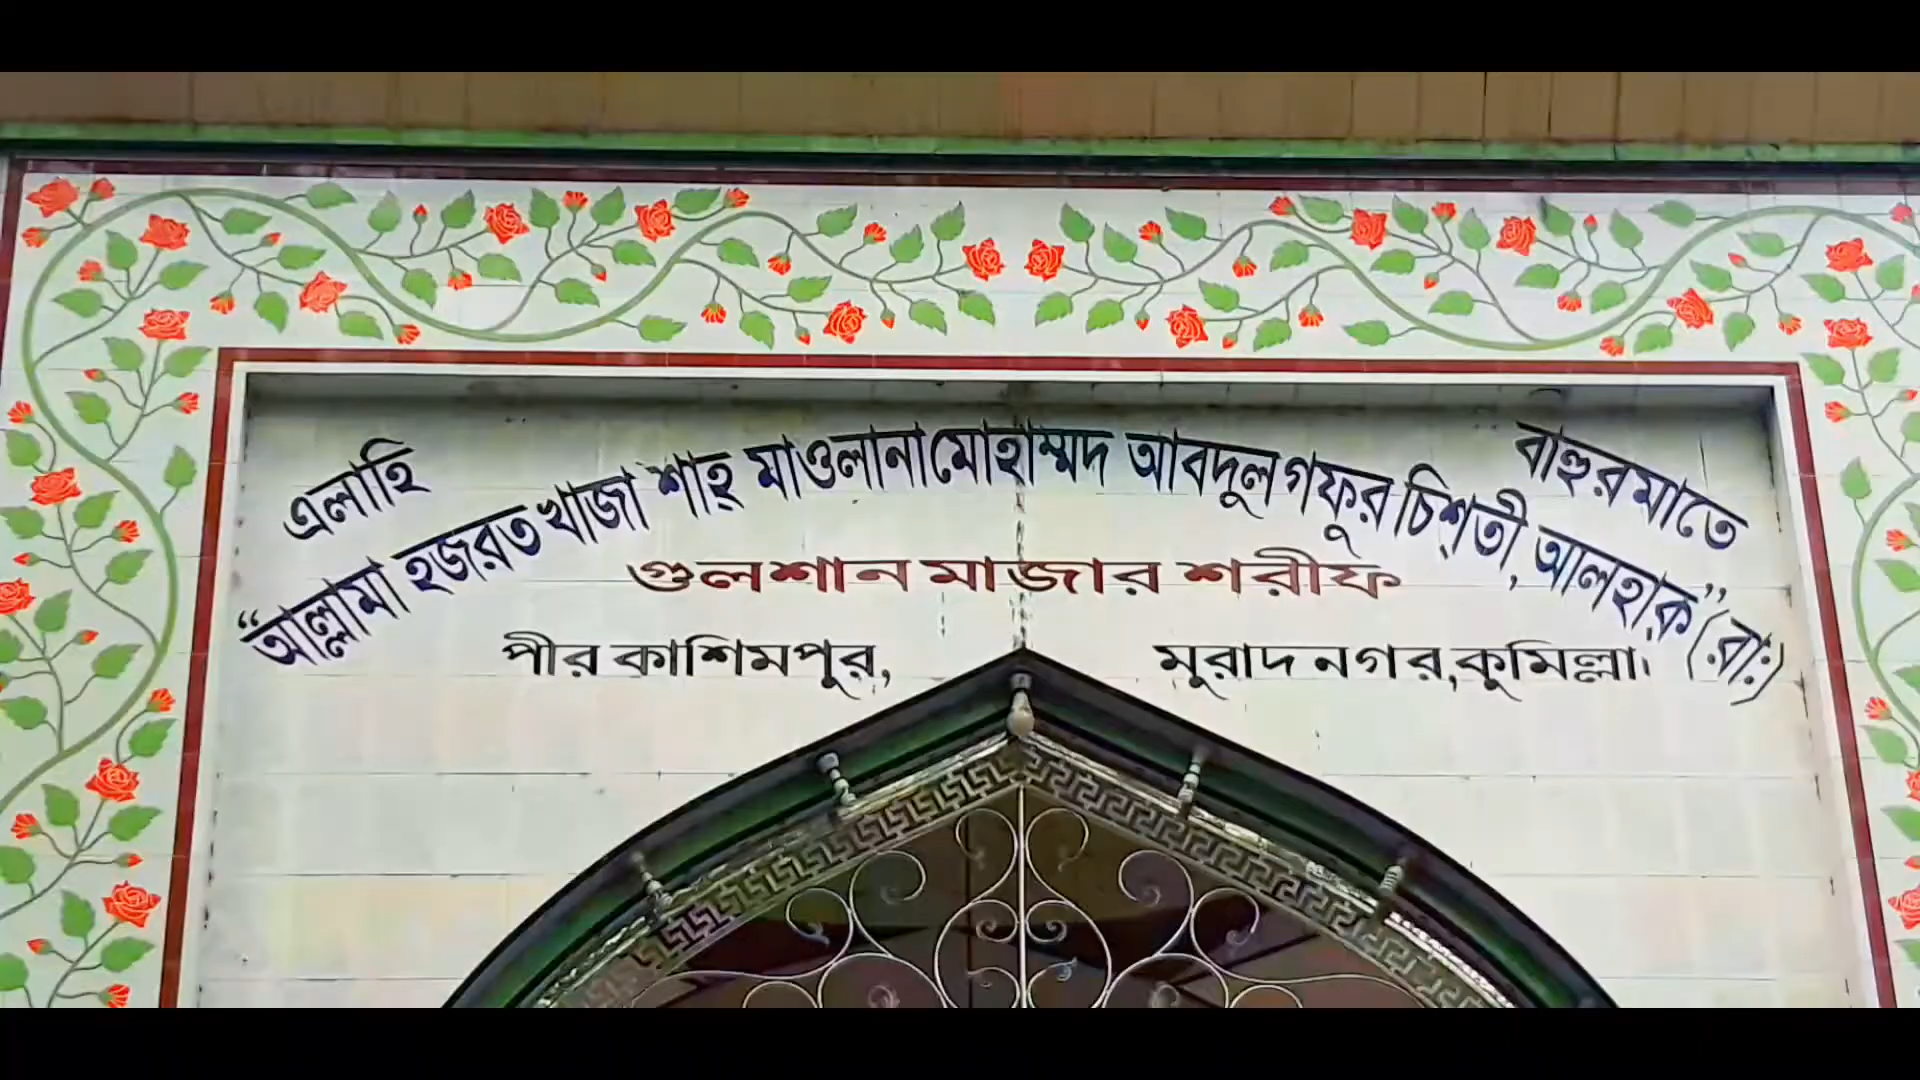 এলাহি বাহুরমাতে
“আল্লামা হজরত খাজা শাহ্ মাওলানা মোহাম্মদ আবদুল গফুর চিশ্তী, আলহাক্ব” (রাঃ)
গুলশান মাজার শরীফ
পীর কাশিমপুর, মুরাদ নগর, কুমিল্লা।